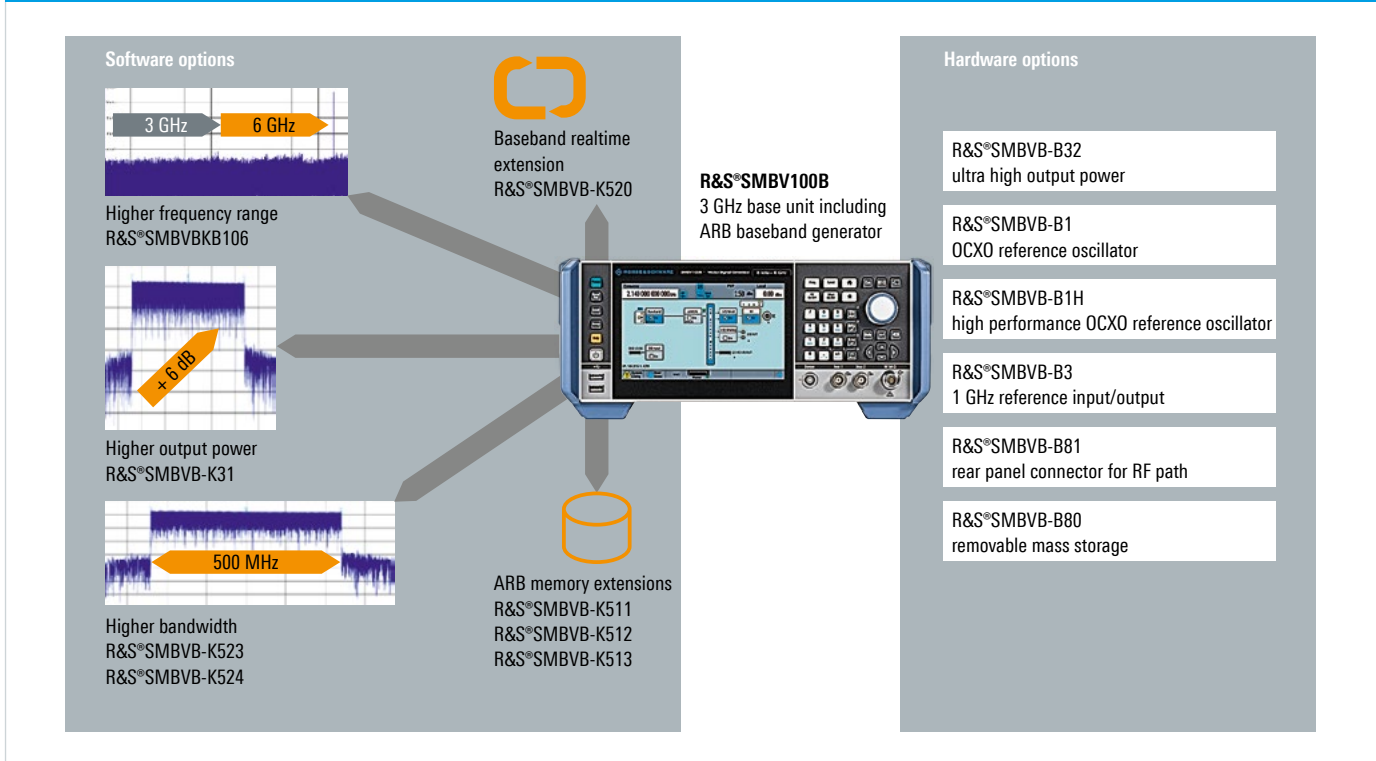 Software options
3 GHz
6 GHz
Higher frequency range
R&S®SMBVBKB106
+ 6 dB
Higher output power
R&S®SMBVB-K31
500 MHz
Higher bandwidth
R&S®SMBVB-K523
R&S®SMBVB-K524
Baseband realtime
extension
R&S®SMBVB-K520
ARB memory extensions
R&S®SMBVB-K511
R&S®SMBVB-K512
R&S®SMBVB-K513
R&S®SMBV100B
3 GHz base unit including
ARB baseband generator
Hardware options
R&S®SMBVB-B32
ultra high output power
R&S®SMBVB-B1
OCXO reference oscillator
R&S®SMBVB-B1H
high performance OCXO reference oscillator
R&S®SMBVB-B3
1 GHz reference input/output
R&S®SMBVB-B81
rear panel connector for RF path
R&S®SMBVB-B80
removable mass storage